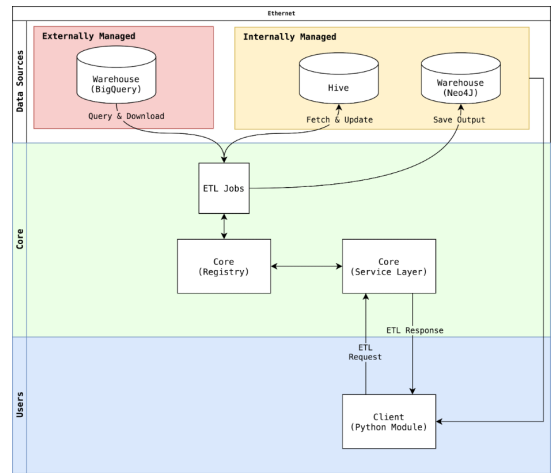 Ethernet
Data Sources
Externally Managed
Internally Managed
Warehouse
(BigQuery)
Hive
Warehouse
(Neo4J)
Query & Download
Fetch & Update
Save Output
Core
ETL Jobs
Core
(Registry)
Core
(Service Layer)
ETL Response
ETL
Request
Users
Client
(Python Module)